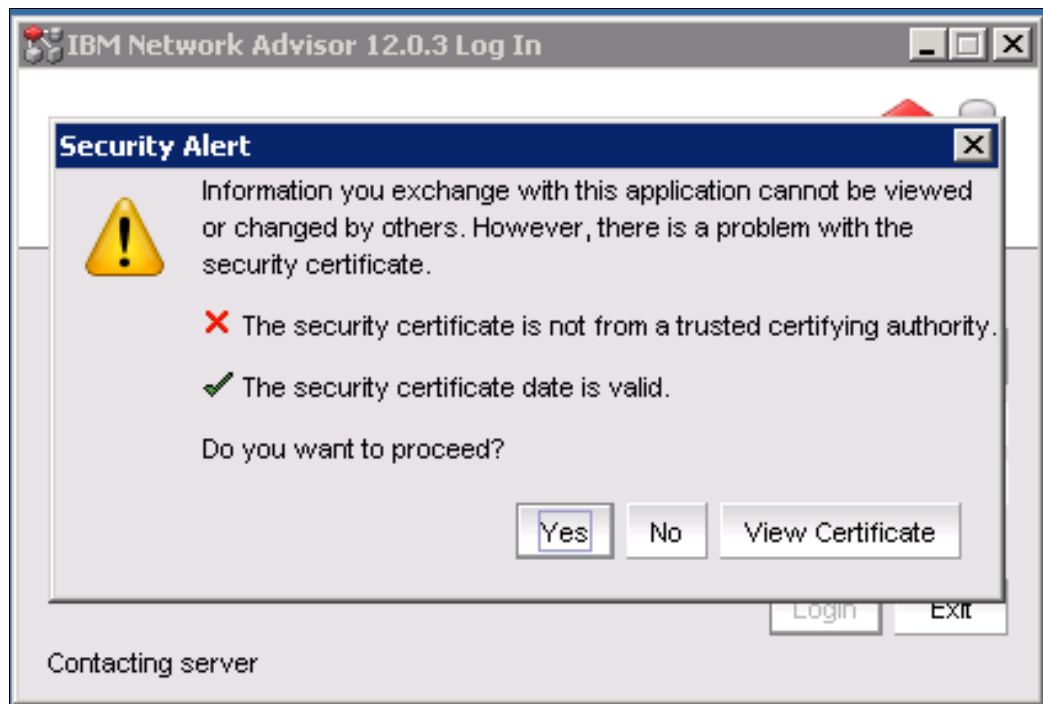 IBM Network Advisor 12.0.3 Log In
Security Alert
Information you exchange with this application cannot be viewed
or changed by others. However, there is a problem with the
security certificate.
The security certificate is not from a trusted certifying authority.
The security certificate date is valid.
Do you want to proceed?
Yes No View Certificate
Login Exit
Contacting server